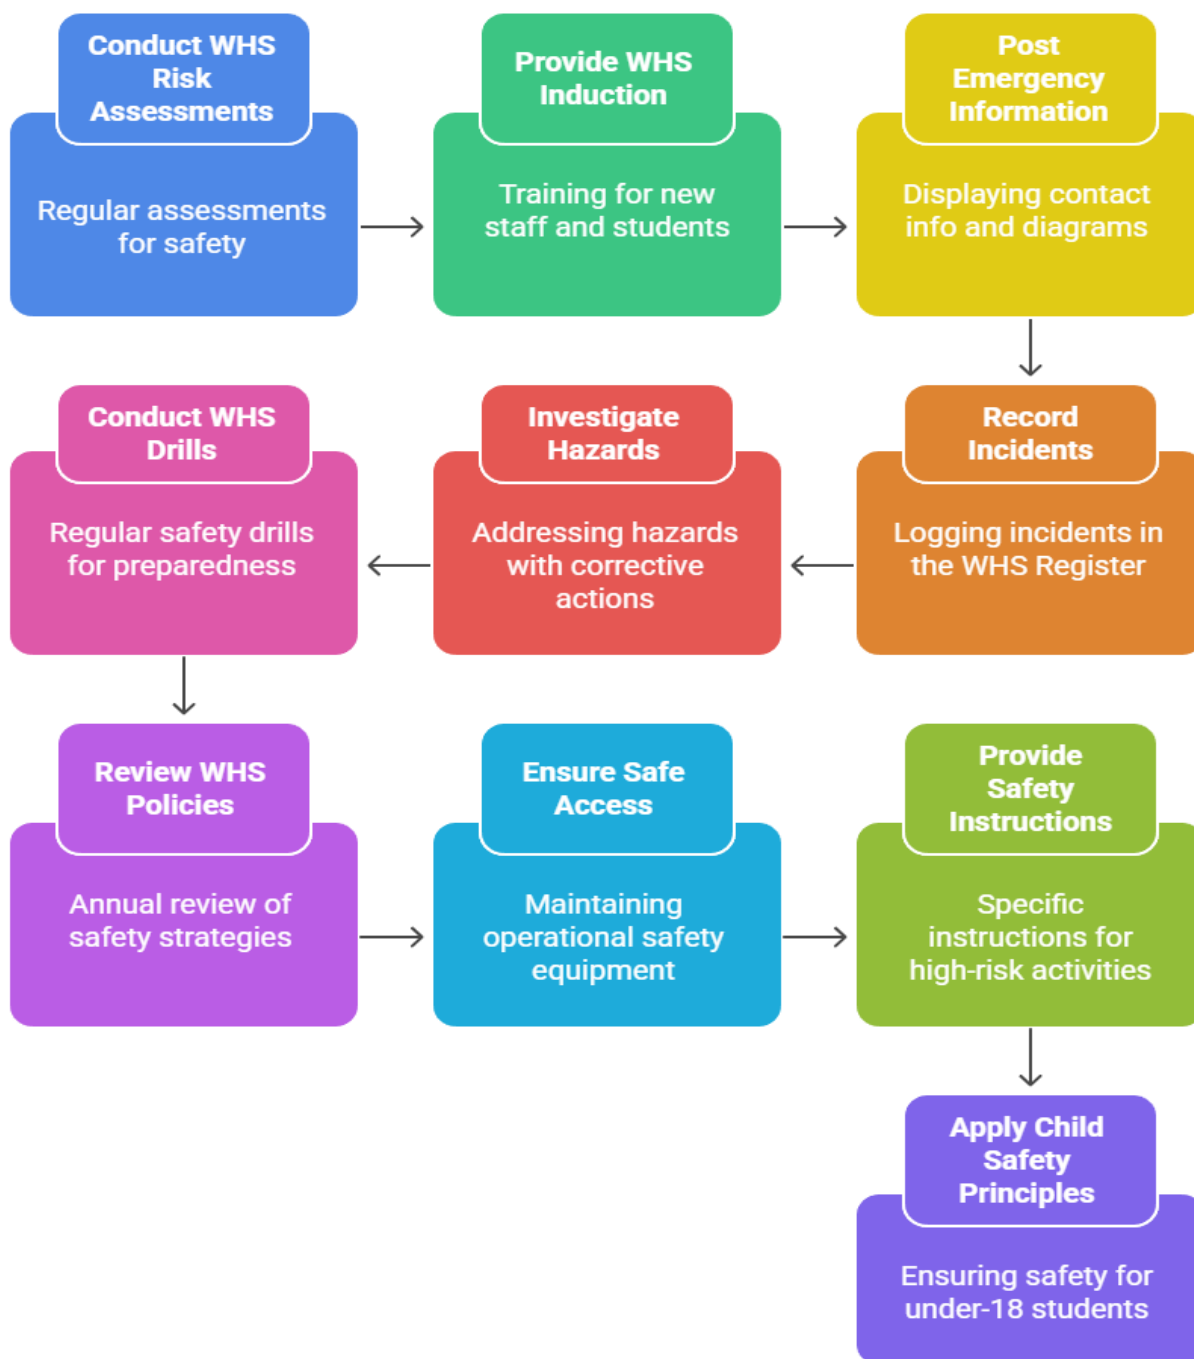 Conduct WHS
Risk
Assessments
Regular assessments
for safety
Provide WHS
Induction
Training for new
staff and students
Post
Emergency
Information
Displaying contact
info and diagrams
Record
Incidents
Logging incidents in
the WHS Register
Investigate
Hazards
Addressing hazards
with corrective
actions
Conduct WHS
Drills
Regular safety drills
for preparedness
Review WHS
Policies
Annual review of
safety strategies
Ensure Safe
Access
Maintaining
operational safety
equipment
Provide
Safety
Instructions
Specific
instructions for
high-risk activities
Apply Child
Safety
Principles
Ensuring safety for
under-18 students